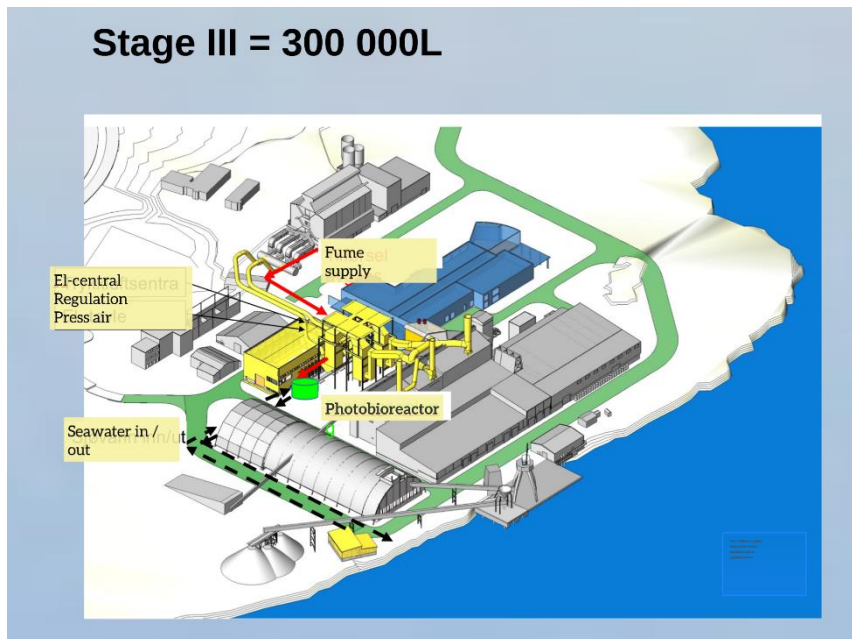 Stage III = 300 000L
Fume
supply
El-central
Regulation
Press air
Photobioreactor
Seawater in /
out